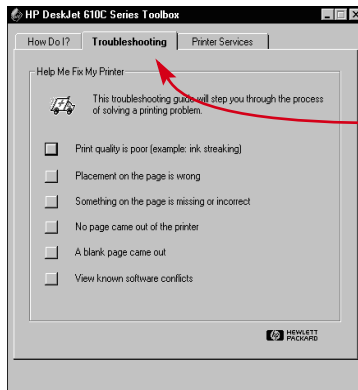 HP DeskJet 610C Series Toolbox
How Do I?
Troubleshooting
Printer Services
Help Me Fix My Printer
This troubleshooting guide will step you through the process
of solving a printing problem.
Print quality is poor (example: ink streaking)
Placement on the page is wrong
Something on the page is missing or incorrect
No page came out of the printer
A blank page came out
View known software conflicts
hp HEWLETT
PACKARD